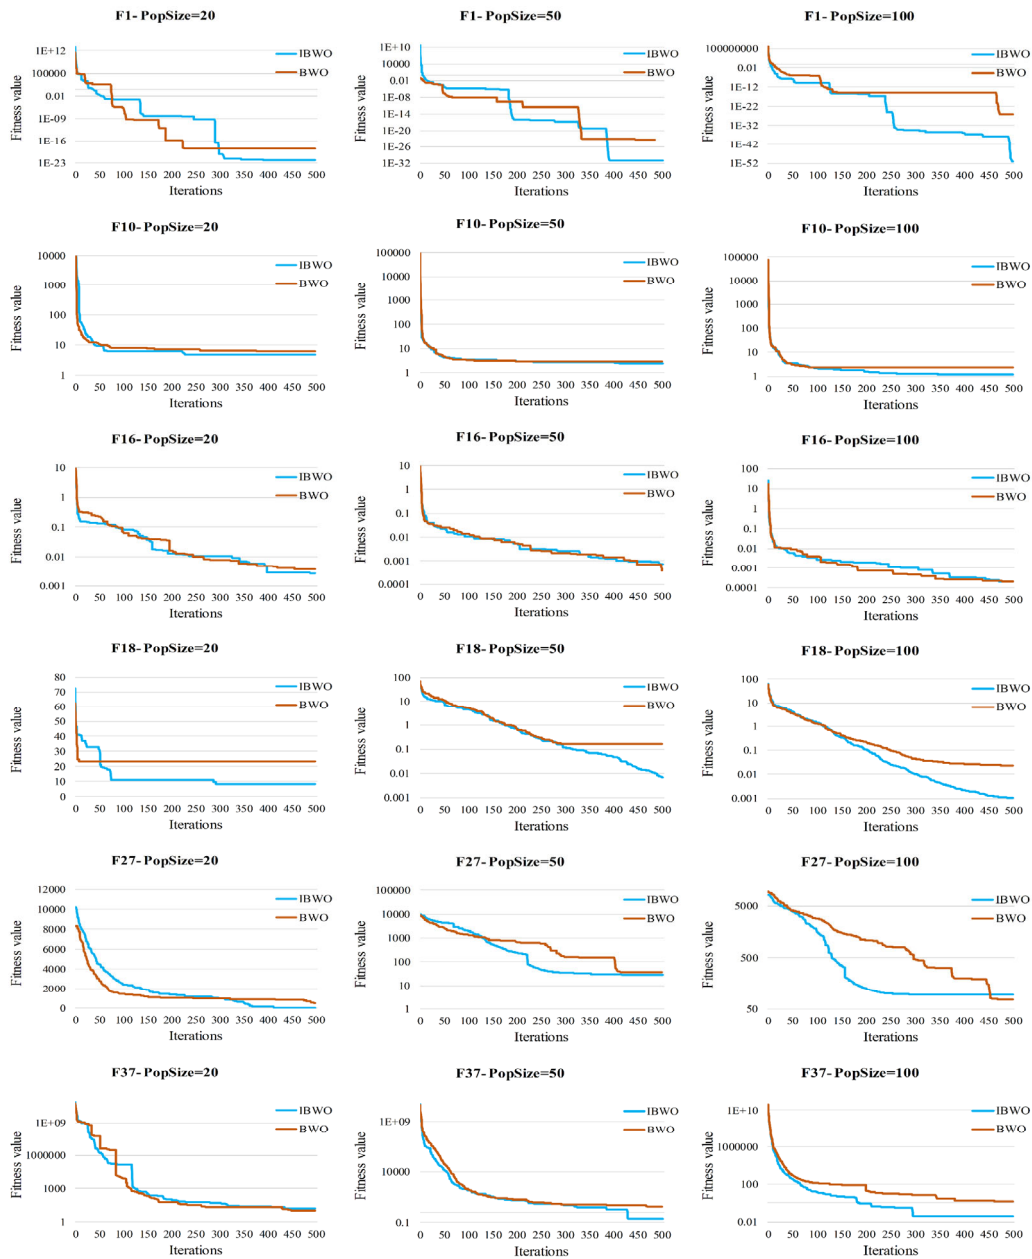 F1- PopSize=20
F1- PopSize=50
F1- PopSize=100
Fitness value
1E+12
100000
0.01
1E-09
1E-16
1E-23
IBWO
BWO
0 50 100 150 200 250 300 350 400 450 500
Iterations
Fitness value
1E+10
10000
0.01
1E-08
1E-14
1E-20
1E-26
1E-32
IBWO
BWO
0 50 100 150 200 250 300 350 400 450 500
Iterations
Fitness value
100000000
0.01
1E-12
1E-22
1E-32
1E-42
1E-52
IBWO
BWO
0 50 100 150 200 250 300 350 400 450 500
Iterations
F10- PopSize=20
F10- PopSize=50
F10- PopSize=100
Fitness value
10000
1000
100
10
1
IBWO
BWO
0 50 100 150 200 250 300 350 400 450 500
Iterations
Fitness value
100000
10000
1000
100
10
1
IBWO
BWO
0 50 100 150 200 250 300 350 400 450 500
Iterations
Fitness value
100000
10000
1000
100
10
1
IBWO
BWO
0 50 100 150 200 250 300 350 400 450 500
Iterations
F16- PopSize=20
F16- PopSize=50
F16- PopSize=100
Fitness value
10
1
0.1
0.01
0.001
IBWO
BWO
0 50 100 150 200 250 300 350 400 450 500
Iterations
Fitness value
10
1
0.1
0.01
0.001
0.0001
IBWO
BWO
0 50 100 150 200 250 300 350 400 450 500
Iterations
Fitness value
100
10
1
0.1
0.01
0.001
0.0001
IBWO
BWO
0 50 100 150 200 250 300 350 400 450 500
Iterations
F18- PopSize=20
F18- PopSize=50
F18- PopSize=100
Fitness value
80
70
60
50
40
30
20
10
0
IBWO
BWO
0 50 100 150 200 250 300 350 400 450 500
Iterations
Fitness value
100
10
1
0.1
0.01
0.001
IBWO
BWO
0 50 100 150 200 250 300 350 400 450 500
Iterations
Fitness value
100
10
1
0.1
0.01
0.001
IBWO
BWO
0 50 100 150 200 250 300 350 400 450 500
Iterations
F27- PopSize=20
F27- PopSize=50
F27- PopSize=100
Fitness value
12000
10000
8000
6000
4000
2000
0
IBWO
BWO
0 50 100 150 200 250 300 350 400 450 500
Iterations
Fitness value
100000
10000
1000
100
10
1
IBWO
BWO
0 50 100 150 200 250 300 350 400 450 500
Iterations
Fitness value
5000
500
50
IBWO
BWO
0 50 100 150 200 250 300 350 400 450 500
Iterations
F37- PopSize=20
F37- PopSize=50
F37- PopSize=100
Fitness value
1E+09
1000000
1000
1
IBWO
BWO
0 50 100 150 200 250 300 350 400 450 500
Iterations
Fitness value
1E+09
10000
0.1
IBWO
BWO
0 50 100 150 200 250 300 350 400 450 500
Iterations
Fitness value
1E+10
1000000
100
0.01
IBWO
BWO
0 50 100 150 200 250 300 350 400 450 500
Iterations